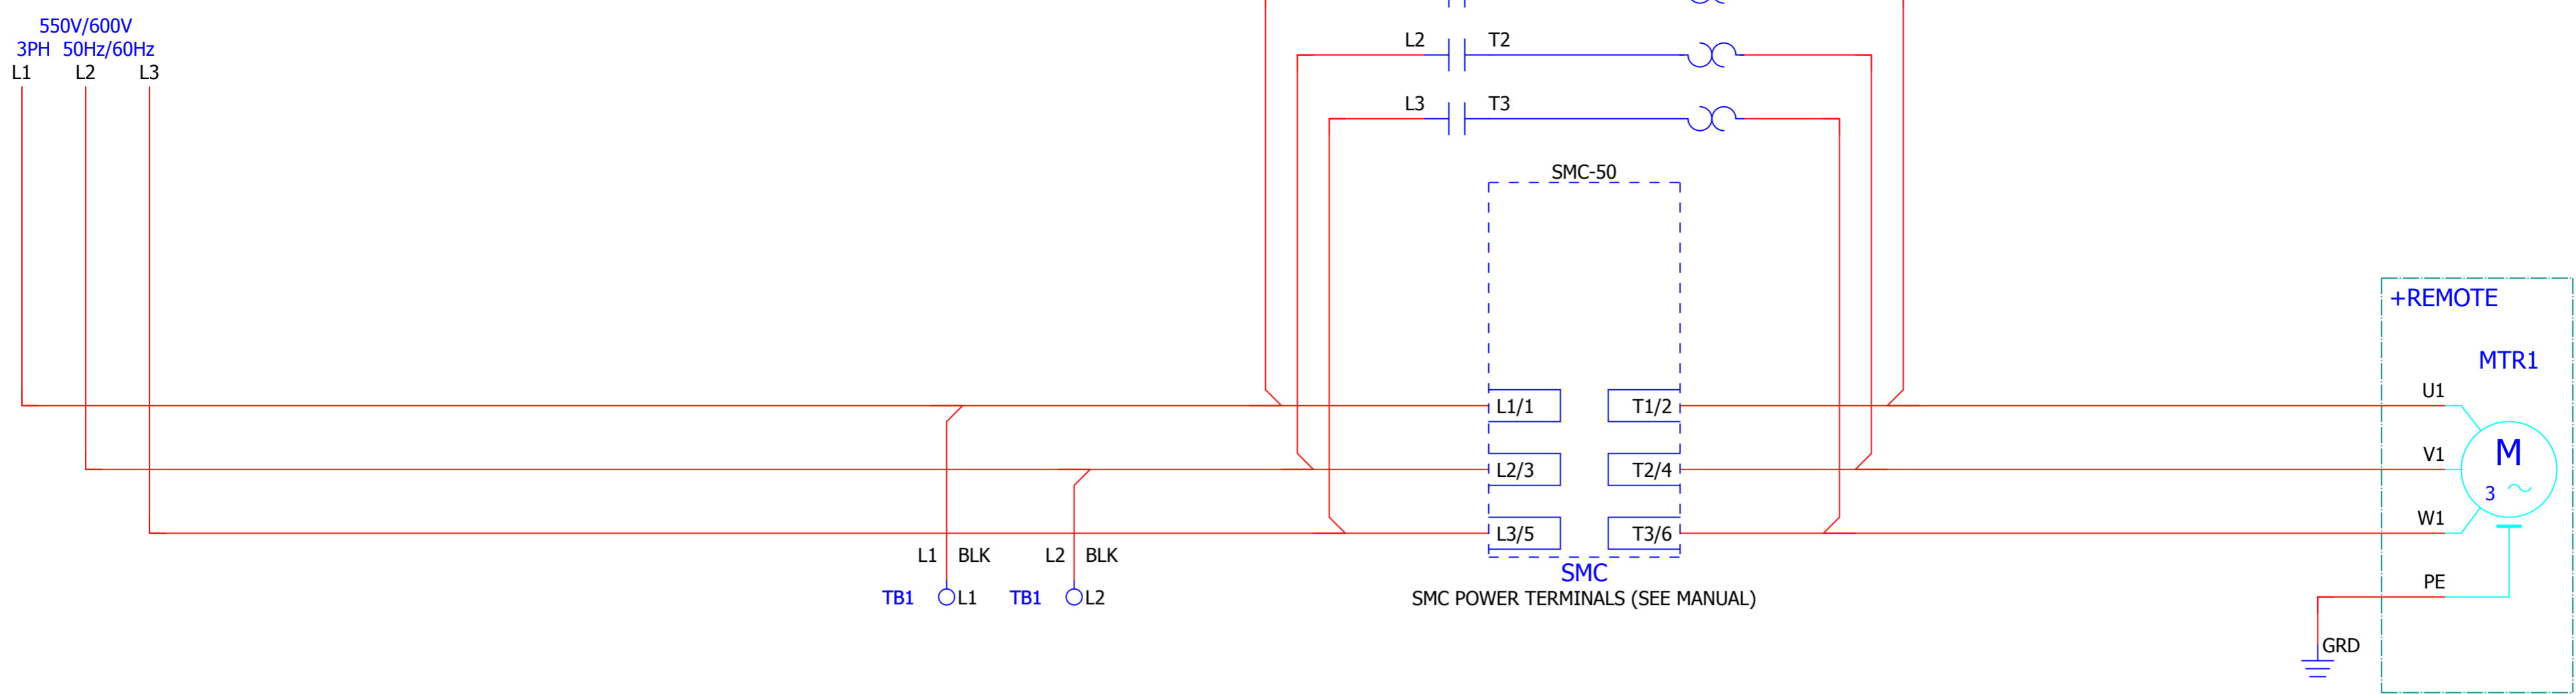 550V/600V
3PH 50Hz/60Hz
L1 L2 L3
L2 T2
L3 T3
SMC-50
+REMOTE
MTR1
U1
L1/1 T1/2
V1
M
L2/3 T2/4
3
W1
L3/5 T3/6
L1 BLK L2 BLK
SMC
PE
TB1 L1 TB1 L2
SMC POWER TERMINALS (SEE MANUAL)
GRD